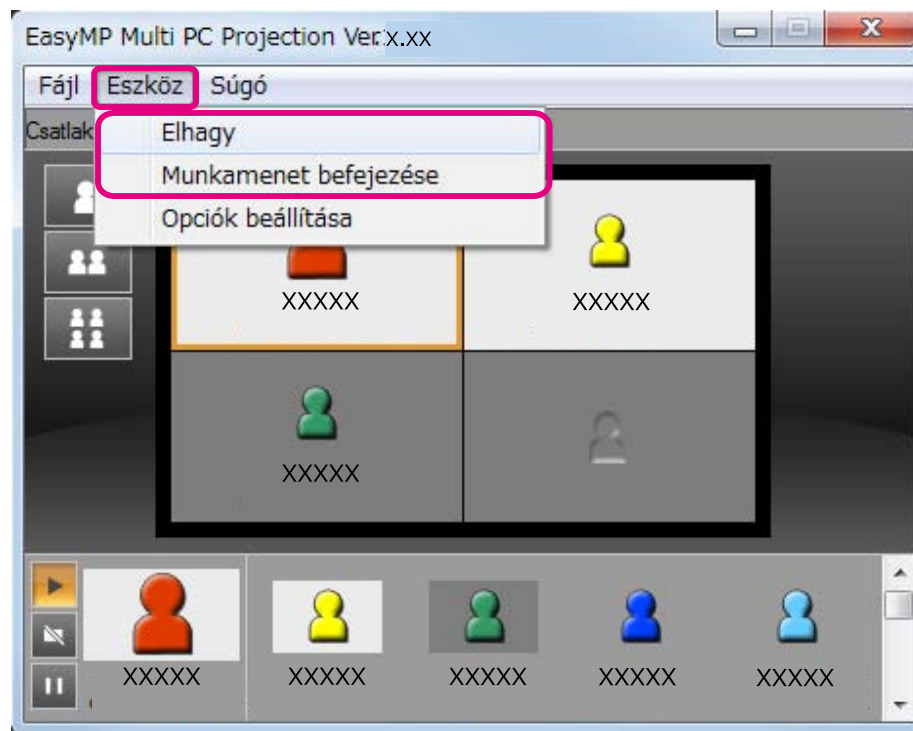 EasyMP Multi PC Projection Ver.x.xx
Fájl Eszköz Súgó
Csatlak
Elhagy
Munkamenet befejezése
Opciók beállítása
XXXXX XXXXX
XXXXX
XXXXX XXXXX XXXXX XXXXX XXXXX